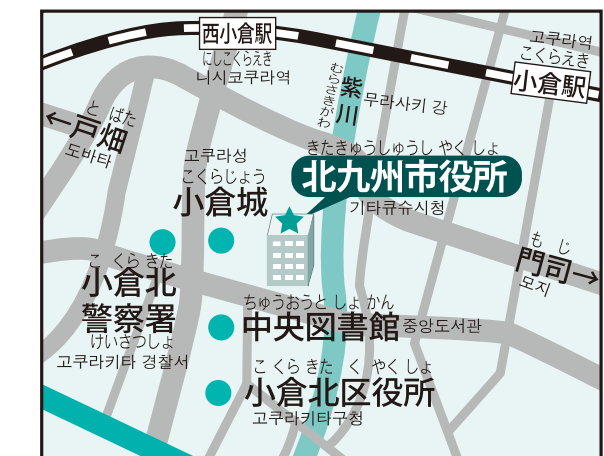 西小倉駅
にしこくらえき
니시코쿠라역
고쿠라역
こくらえき
小倉駅
むらさきがわ
紫川
무라사키 강
とばた
←戸畑
도바타
고쿠라성
こくらじょう
小倉城
きたきゅうしゅうし やく しょ
北九州市役所
기타큐슈시청
もじ
門司→
모지
こくらきた
小倉北
警察署
けいさつしょ
고쿠라키타 경찰서
ちゅうおうと しょ かん
中央図書館
중앙도서관
こくらきた く やくしょ
小倉北区役所
고쿠라키타구청